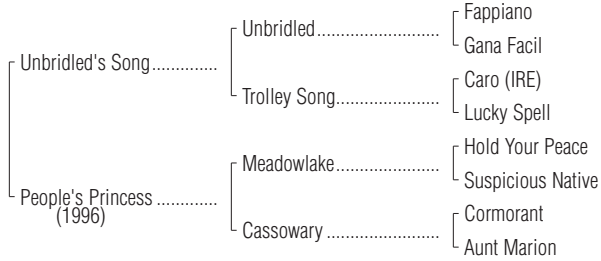 Fappiano
Unbridled....................
Gana Facil
Unbridled's Song.............
Caro (IRE)
Trolley Song.................
Lucky Spell
Hold Your Peace
Meadowlake...................
Suspicious Native
People's Princess ............
(1996)
Cormorant
Cassowary ....................
Aunt Marion